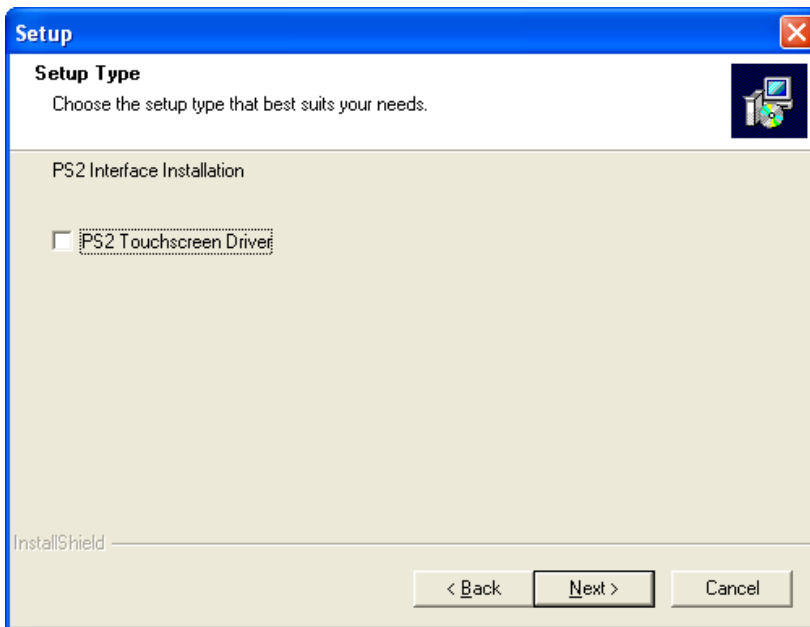 Setup
Setup Type
Choose the setup type that best suits your needs.
PS2 Interface Installation
PS2 Touchscreen Driver
InstallShield
< Back
Next >
Cancel